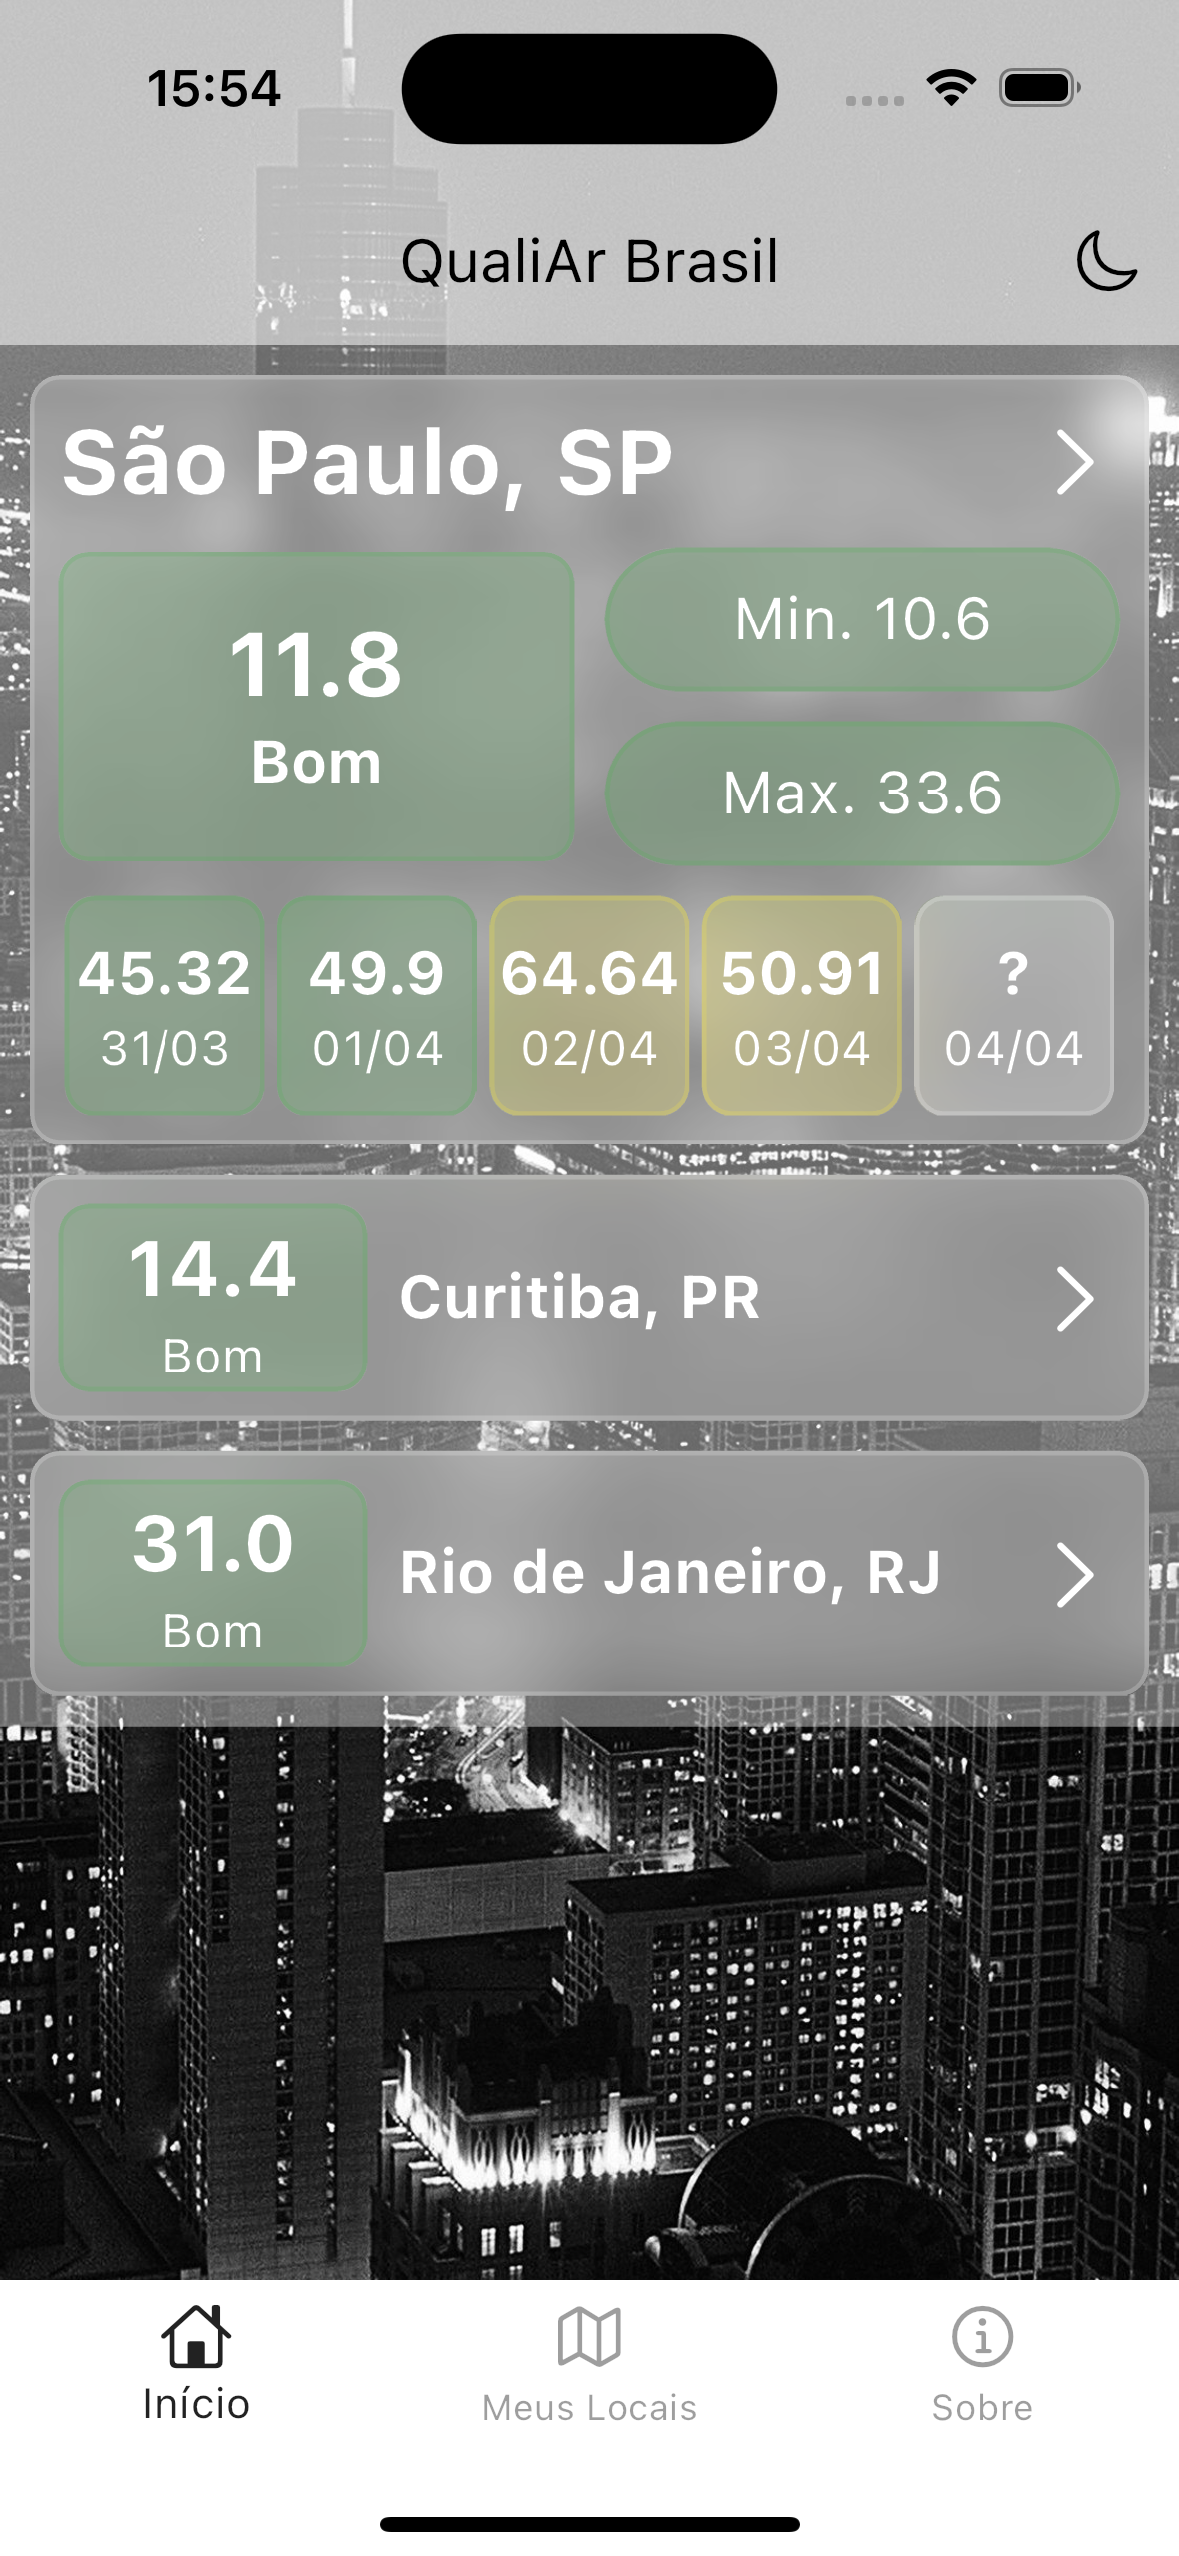 15:54
QualiAr Brasil
São Paulo, SP
11.8
Bom
Min. 10.6
Max. 33.6
45.32
31/03
49.9
01/04
64.64
02/04
50.91
03/04
?
04/04
14.4
Bom
Curitiba, PR
31.0
Bom
Rio de Janeiro, RJ
Início
Meus Locais
Sobre